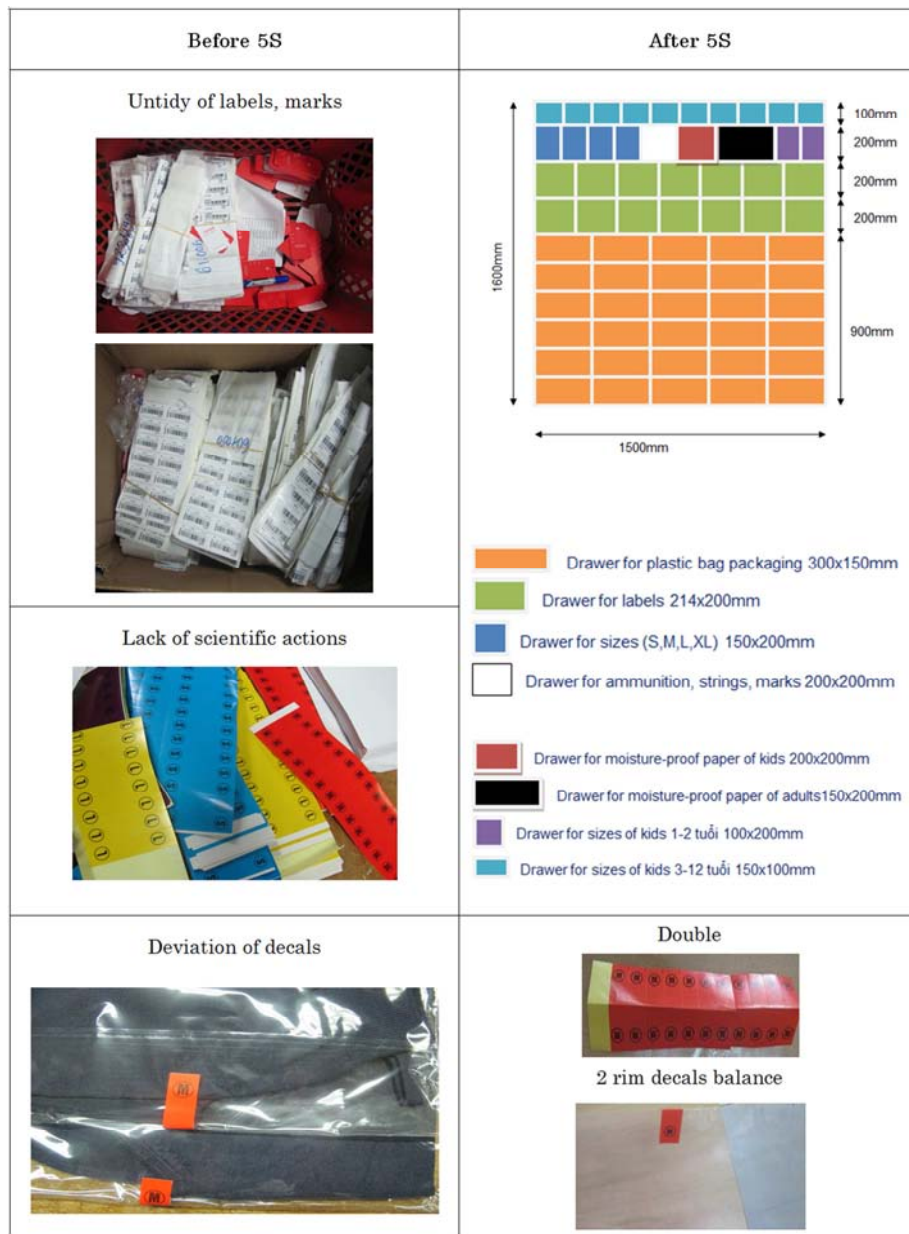 Before 5S
After 5S
Untidy of labels, marks
100mm
200mm
200mm
200mm
1600mm
900mm
1500mm
Drawer for plastic bag packaging 300x150mm
Drawer for labels 214x200mm
Drawer for sizes (S,M,L,XL) 150x200mm
Drawer for ammunition, strings, marks 200x200mm
Lack of scientific actions
Drawer for moisture-proof paper of kids 200x200mm
Drawer for moisture-proof paper of adults150x200mm
Drawer for sizes of kids 1-2 tuổi 100x200mm
Drawer for sizes of kids 3-12 tuổi 150x100mm
Deviation of decals
M
M
Double
2 rim decals balance